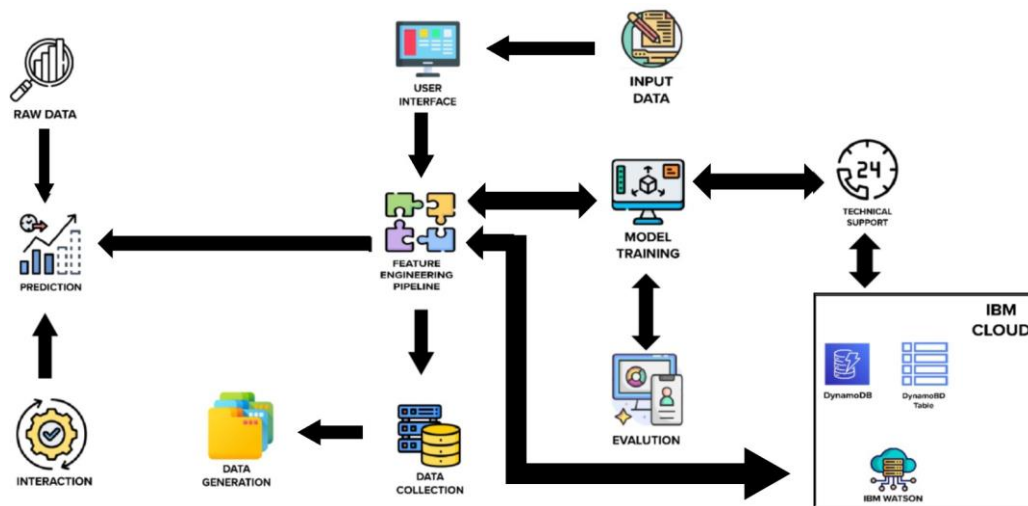 INPUT
DATA
USER
INTERFACE
RAW DATA
24
TECHNICAL
SUPPORT
MODEL
TRAINING
FEATURE
ENGINEERING
PIPELINE
PREDICTION
IBM
CLOUD
DynamoDB
DynamoBD
Table
EVALUTION
DATA
GENERATION
DATA
COLLECTION
INTERACTION
IBM WATSON